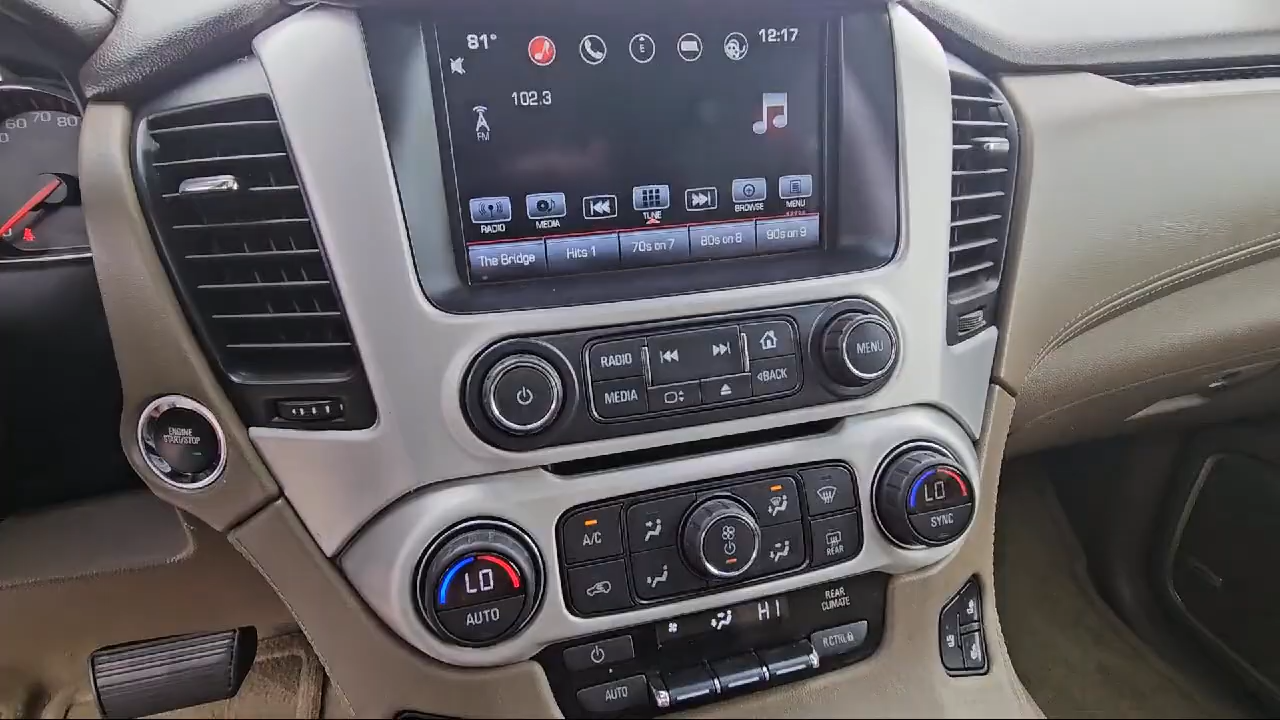 60 70 80
81°
E
12:17
FM
102.3
RADIO
MEDIA
TUNE
BROWSE
MENU
The Bridge
Hits 1
70s on 7
80s on 8
90s on 9
RADIO
MEDIA
<BACK
MENU
ENGINE
START/STOP
A/C
REAR
LO
AUTO
LO
SYNC
HI
REAR
CLIMATE
AUTO
R.CTRL